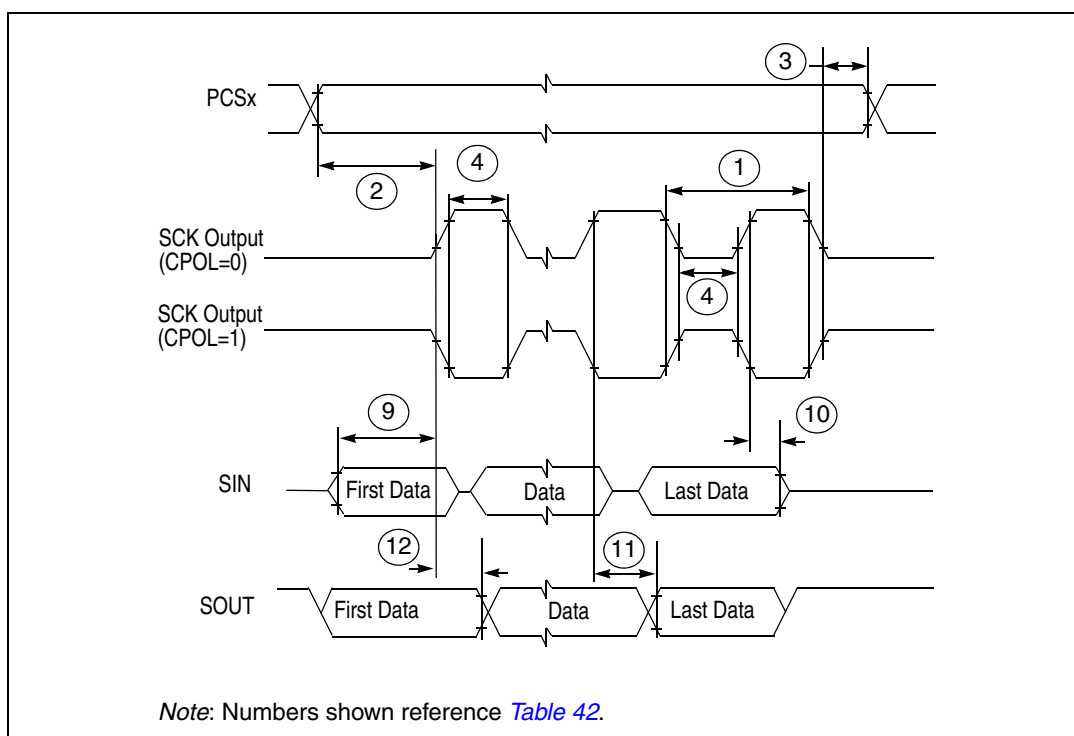 3
PCSx
2
4
1
SCK Output
(CPOL=0)
4
SCK Output
(CPOL=1)
9
10
SIN
First Data
Data
Last Data
12
11
SOUT
First Data
Data
Last Data
Note: Numbers shown reference Table 42.